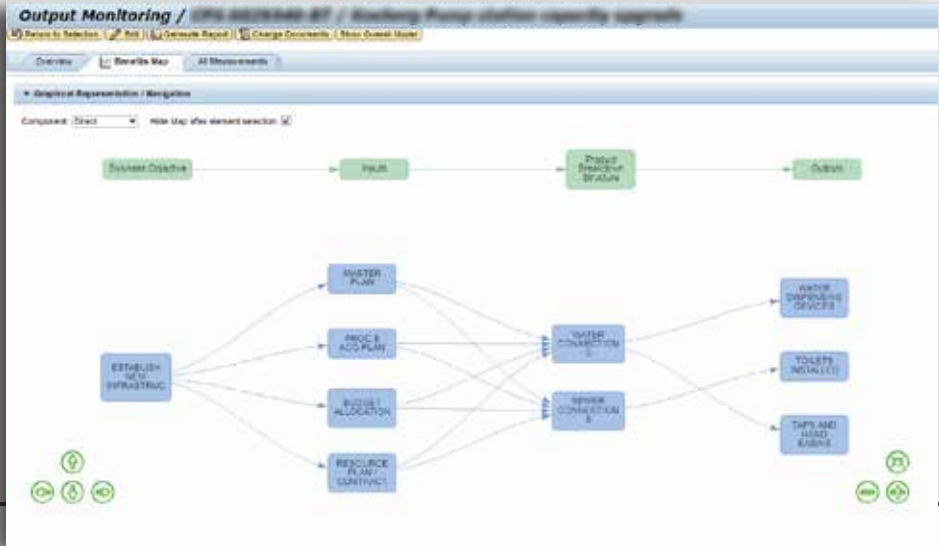 Output Monitoring /
Return to Selection Edit Generate Report Change Documents Show Overall Model
Overview Benefits Map All Measurements
Graphical Representation / Navigation
Component: Direct Hide Map after element selection
Business Objective
Inputs
Product
Breakdown
Structure
Outputs
ESTABLISH
NEW
INFRASTRUC
MASTER
PLAN
PROC &
ACQ PLAN
BUDGET
ALLOCATION
RESOURCE
PLAN /
CONTRACT
WATER
CONNECTION
S
SEWER
CONNECTION
S
WATER
DISPENSING
DEVICES
TOILETS
INSTALLED
TAPS AND
HAND
BASINS